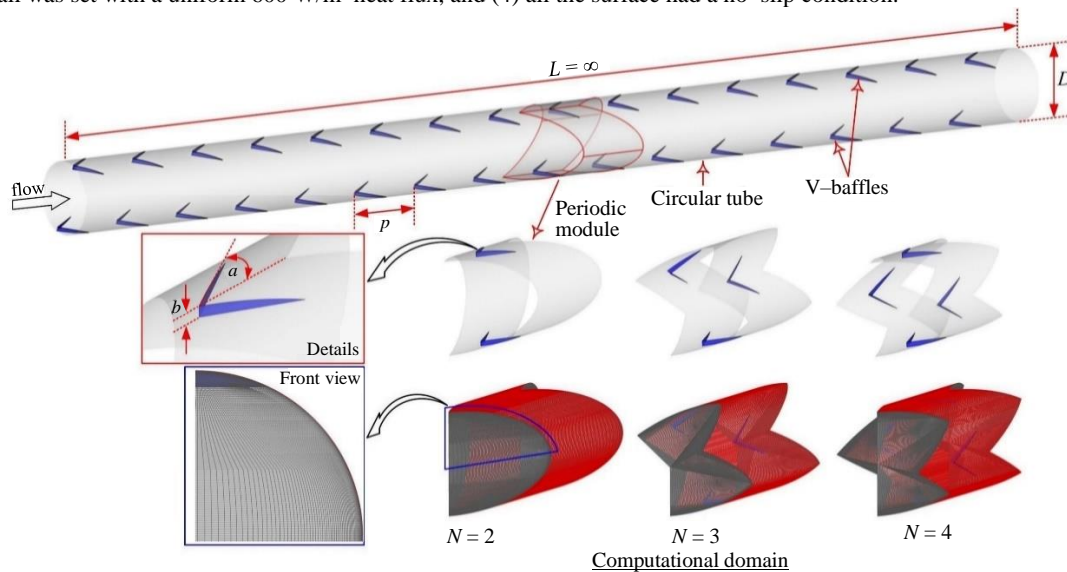 all was set with a uniform 600 W/m² heat flux, and (4) all the surface had a no–slip condition.
L = ∞
D
flow
p
Circular tube
V–baffles
Periodic
module
a
b
Details
Front view
N = 2
N = 3
N = 4
Computational domain